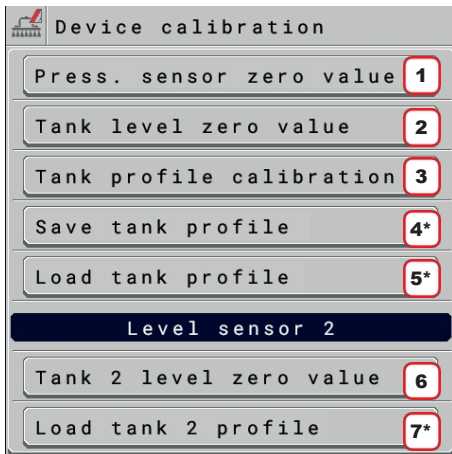 Device calibration
Press. sensor zero value 1
Tank level zero value 2
Tank profile calibration 3
Save tank profile 4*
Load tank profile 5*
Level sensor 2
Tank 2 level zero value 6
Load tank 2 profile 7*